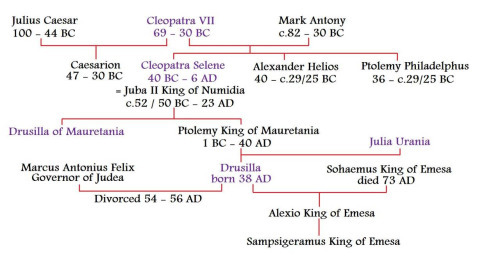 Julius Caesar
100 – 44 BC
Cleopatra VII
69 – 30 BC
Mark Antony
c.82 – 30 BC
Caesarion
47 – 30 BC
Cleopatra Selene
40 BC – 6 AD
= Juba II King of Numidia
c.52 / 50 BC – 23 AD
Alexander Helios
40 – c.29/25 BC
Ptolemy Philadelphus
36 – c.29/25 BC
Drusilla of Mauretania
Ptolemy King of Mauretania
1 BC – 40 AD
Julia Urania
Marcus Antonius Felix
Governor of Judea
Drusilla
born 38 AD
Sohaemus King of Emesa
died 73 AD
Divorced 54 – 56 AD
Alexio King of Emesa
Sampsigeramus King of Emesa